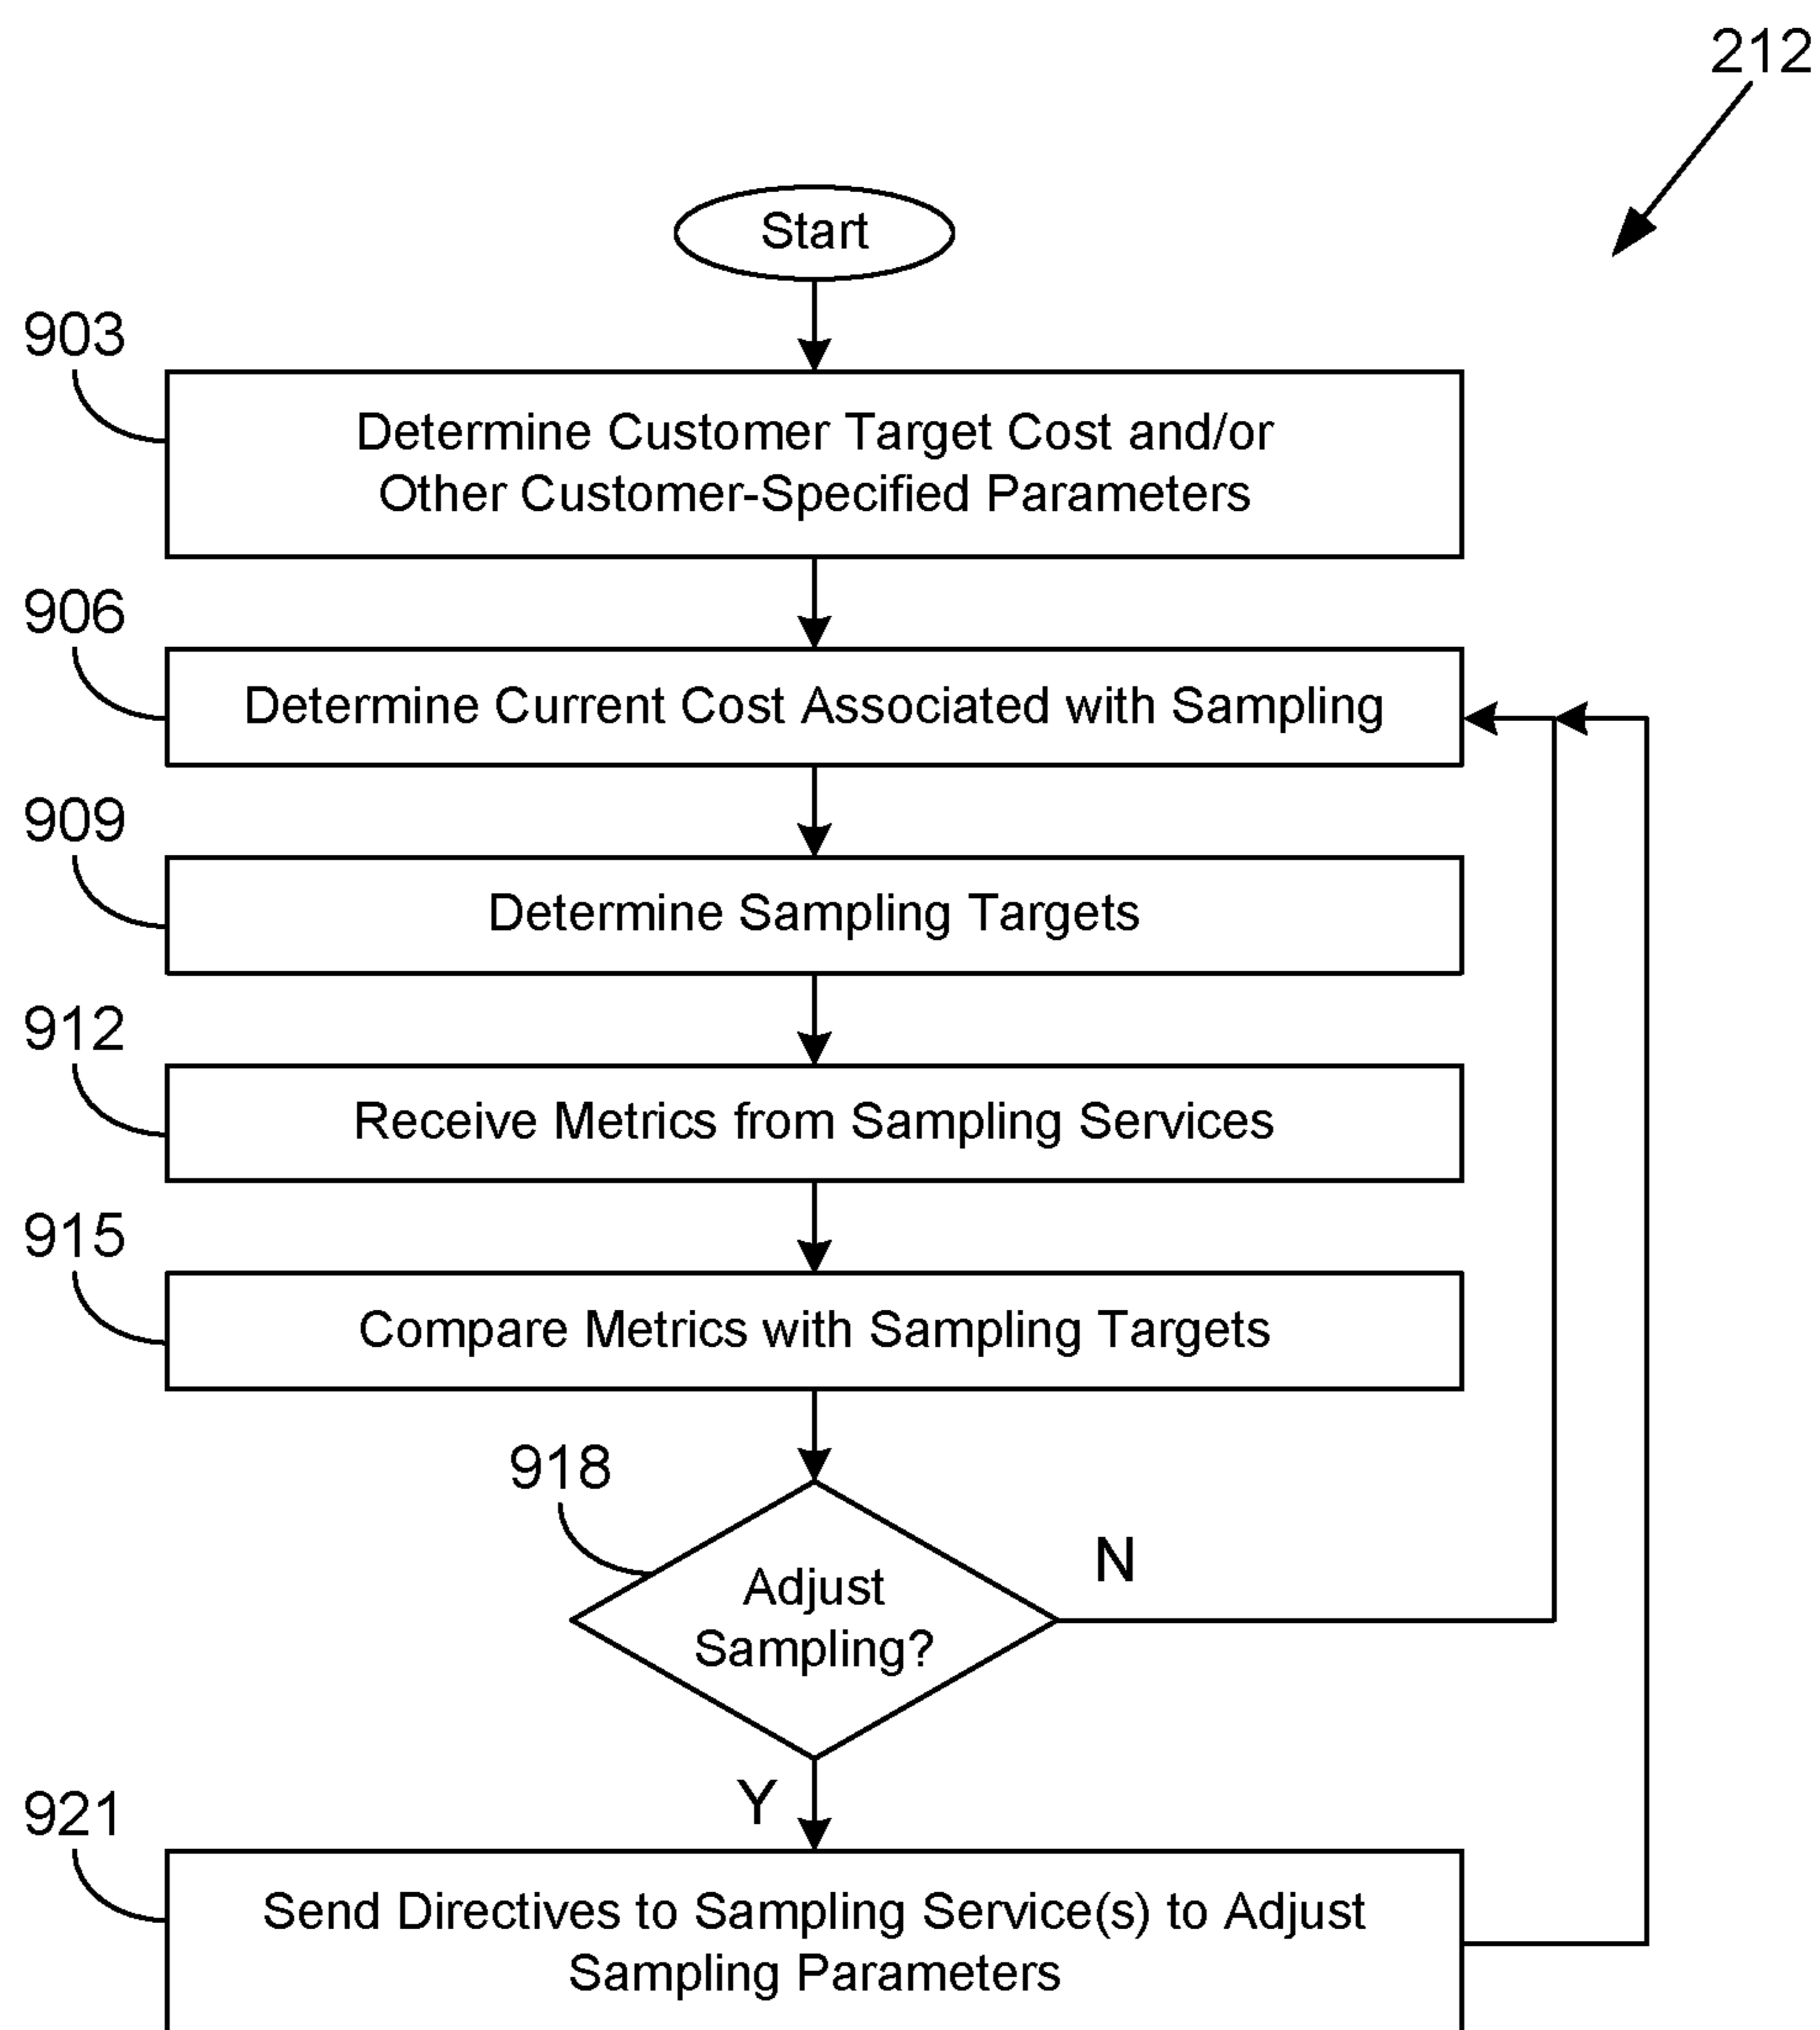 212
Start
903
Determine Customer Target Cost and/or
Other Customer-Specified Parameters
906
Determine Current Cost Associated with Sampling
909
Determine Sampling Targets
912
Receive Metrics from Sampling Services
915
Compare Metrics with Sampling Targets
918
Adjust
Sampling?
N
Y
921
Send Directives to Sampling Service(s) to Adjust
Sampling Parameters